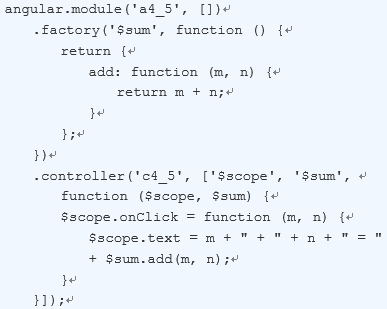 angular.module('a4_5', [])↵
.factory('$sum', function () {↵
return {↵
add: function (m, n) {↵
return m + n;↵
}↵
};↵
})↵
.controller('c4_5', ['$scope', '$sum', ↵
function ($scope, $sum) {↵
$scope.onClick = function (m, n) {↵
$scope.text = m + " + " + n + " = "
+ $sum.add(m, n);↵
}↵
}]);↵